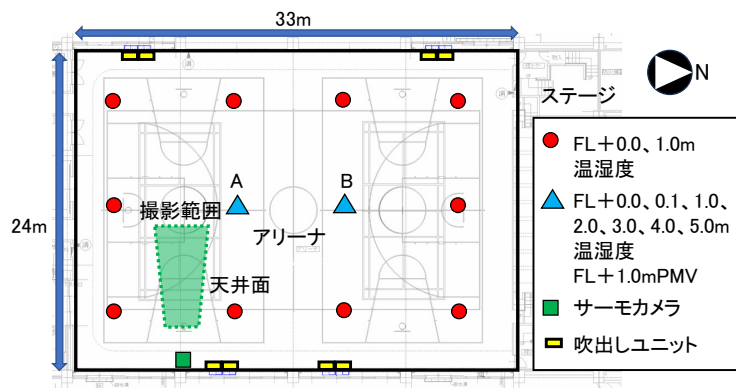 33m
N
ステージ
24m
A
B
撮影範囲
アリーナ
天井面
FL+0.0、1.0m
温湿度
FL+0.0、0.1、1.0、
2.0、3.0、4.0、5.0m
温湿度
FL+1.0mPMV
サーモカメラ
吹出しユニット